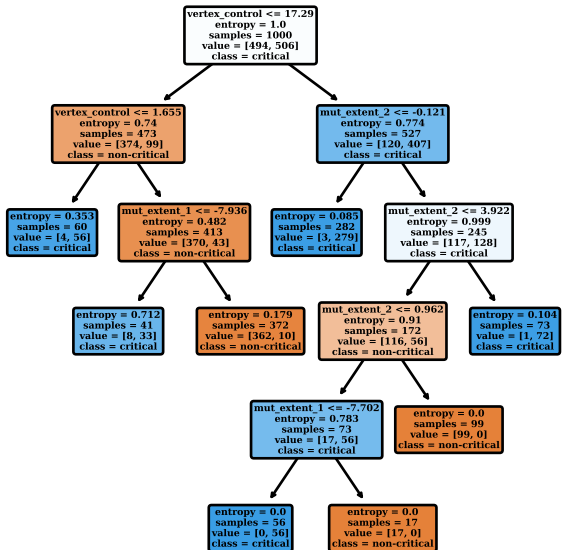 vertex_control <= 17.29
entropy = 1.0
samples = 1000
value = [494, 506]
class = critical
vertex_control <= 1.655
entropy = 0.74
samples = 473
value = [374, 99]
class = non-critical
mut_extent_2 <= -0.121
entropy = 0.774
samples = 527
value = [120, 407]
class = critical
entropy = 0.353
samples = 60
value = [4, 56]
class = critical
mut_extent_1 <= -7.936
entropy = 0.482
samples = 413
value = [370, 43]
class = non-critical
entropy = 0.085
samples = 282
value = [3, 279]
class = critical
mut_extent_2 <= 3.922
entropy = 0.999
samples = 245
value = [117, 128]
class = critical
entropy = 0.712
samples = 41
value = [8, 33]
class = critical
entropy = 0.179
samples = 372
value = [362, 10]
class = non-critical
mut_extent_2 <= 0.962
entropy = 0.91
samples = 172
value = [116, 56]
class = non-critical
entropy = 0.104
samples = 73
value = [1, 72]
class = critical
mut_extent_1 <= -7.702
entropy = 0.783
samples = 73
value = [17, 56]
class = critical
entropy = 0.0
samples = 99
value = [99, 0]
class = non-critical
entropy = 0.0
samples = 56
value = [0, 56]
class = critical
entropy = 0.0
samples = 17
value = [17, 0]
class = non-critical